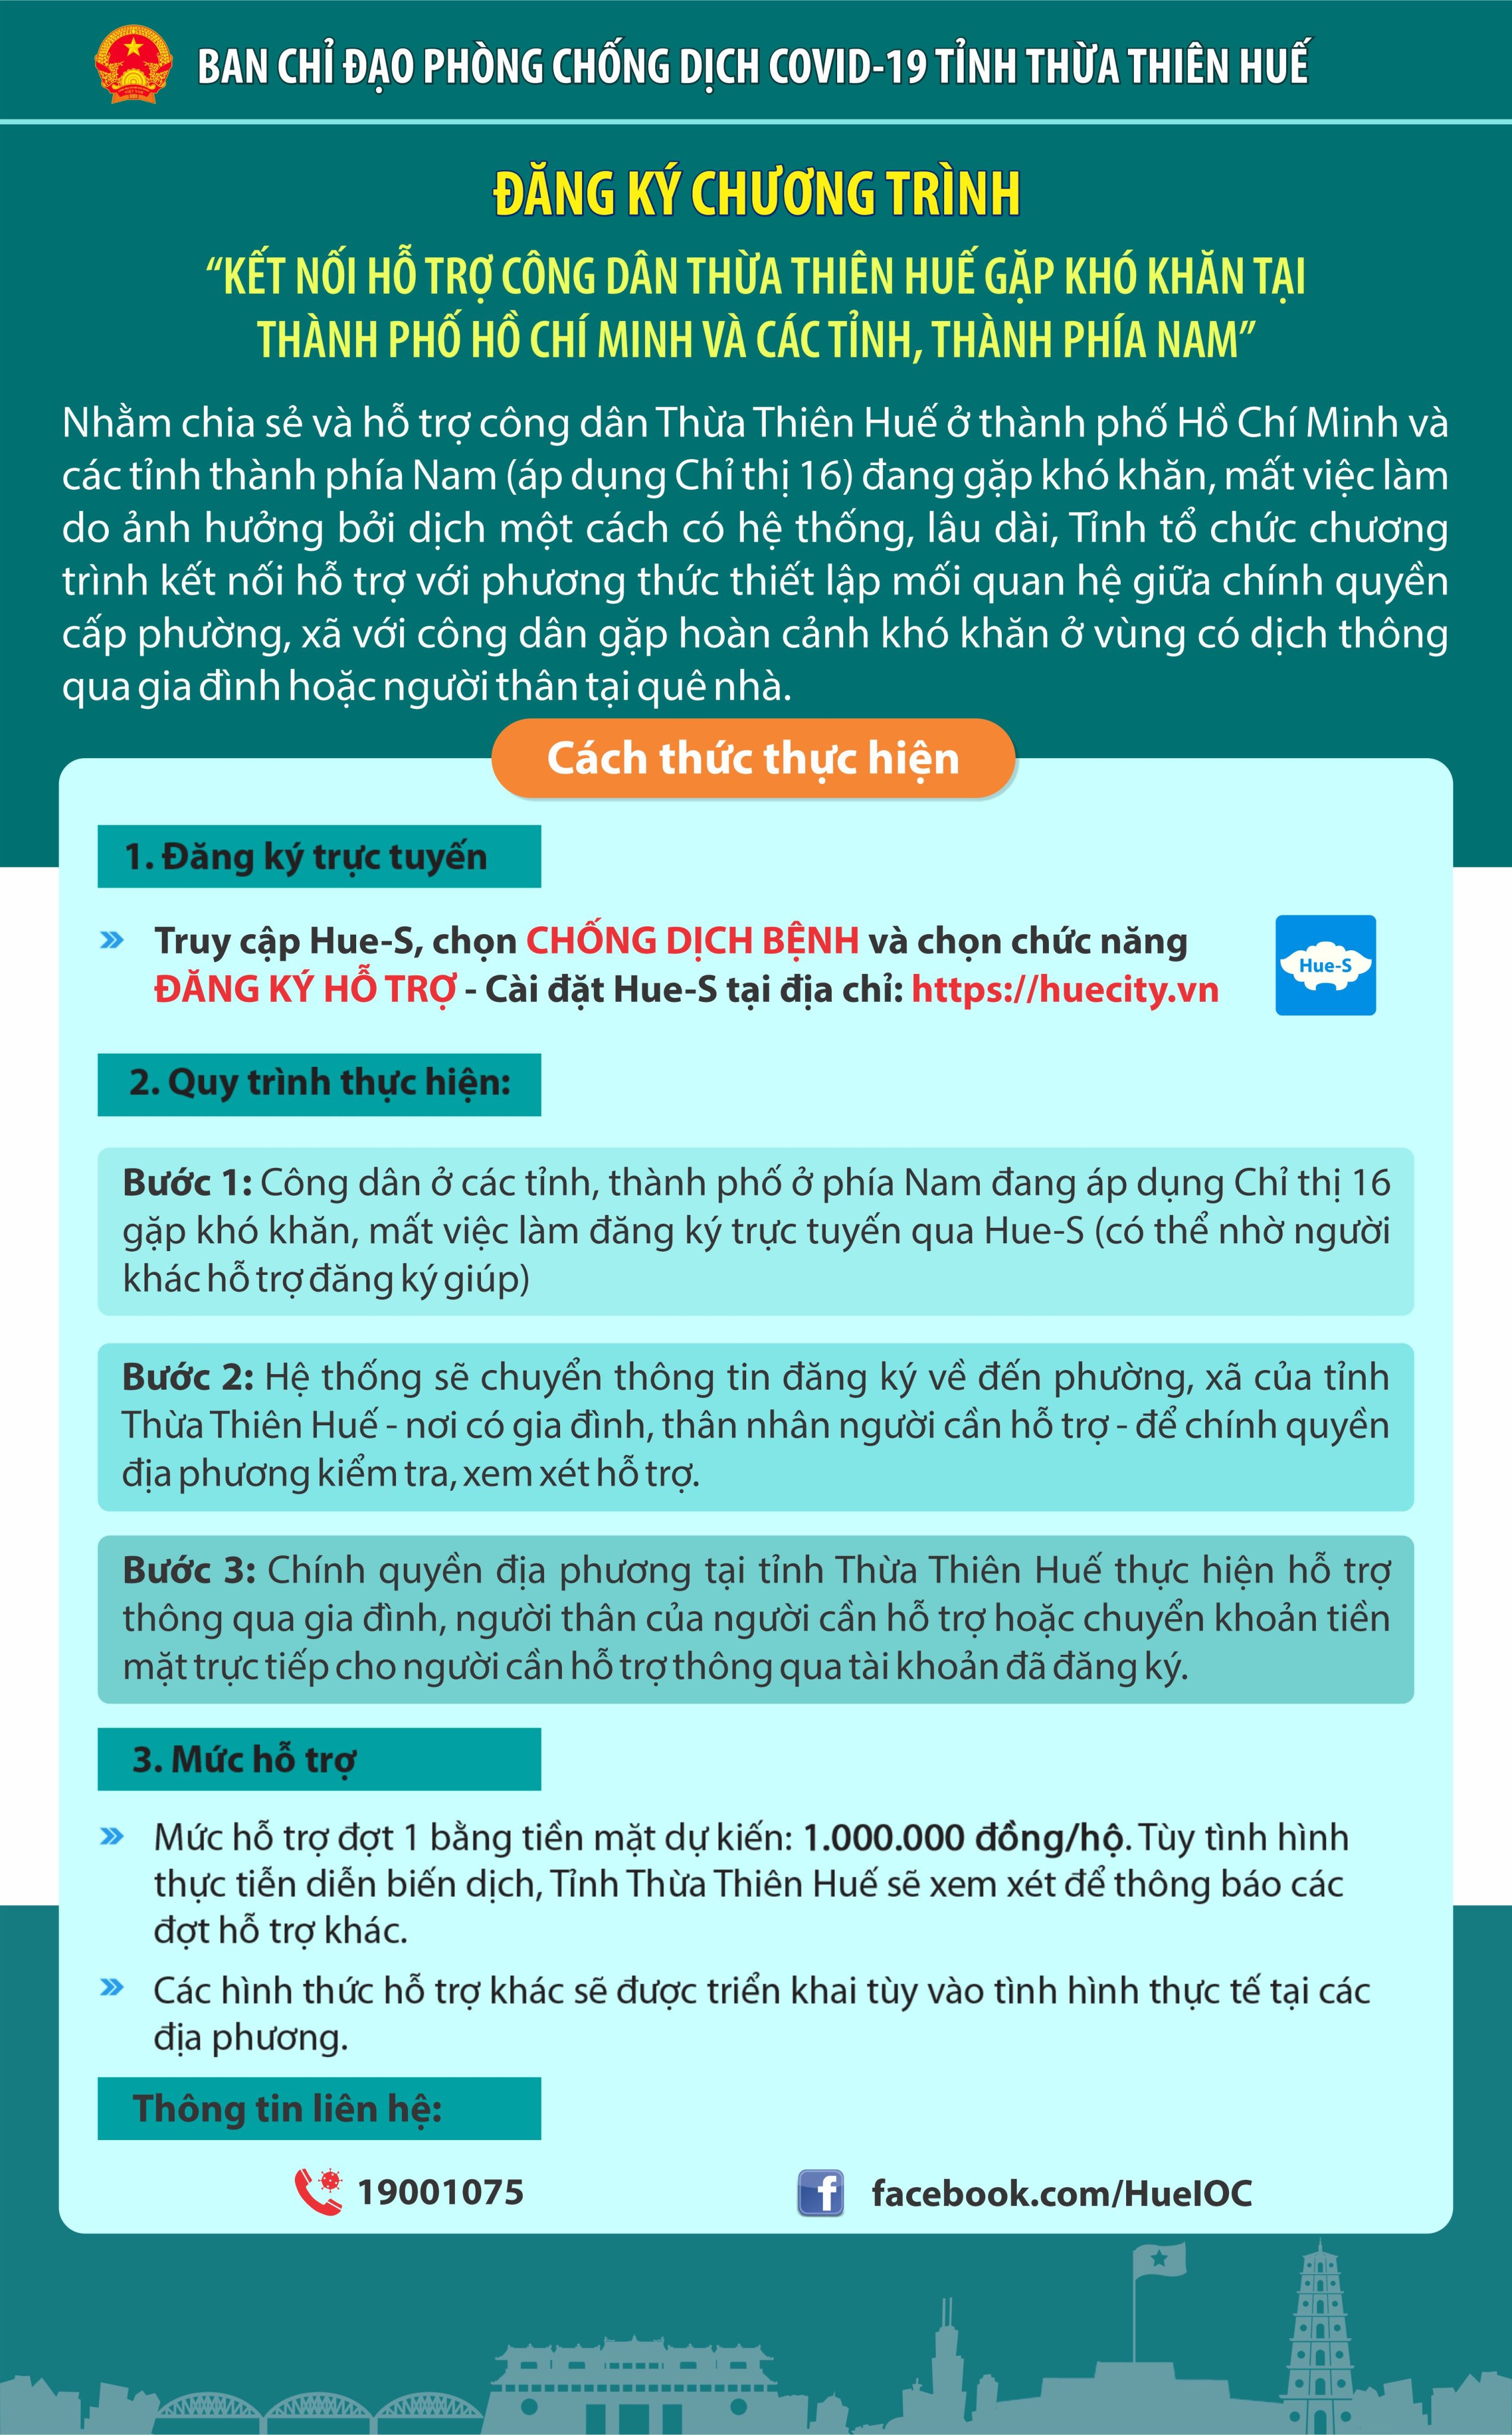 BAN CHỈ ĐẠO PHÒNG CHỐNG DỊCH COVID-19 TỈNH THỪA THIÊN HUẾ
ĐĂNG KÝ CHƯƠNG TRÌNH
“KẾT NỐI HỖ TRỢ CÔNG DÂN THỪA THIÊN HUẾ GẶP KHÓ KHĂN TẠI
THÀNH PHỐ HỒ CHÍ MINH VÀ CÁC TỈNH, THÀNH PHÍA NAM”
Nhằm chia sẻ và hỗ trợ công dân Thừa Thiên Huế ở thành phố Hồ Chí Minh và
các tỉnh thành phía Nam (áp dụng Chỉ thị 16) đang gặp khó khăn, mất việc làm
do ảnh hưởng bởi dịch một cách có hệ thống, lâu dài, Tỉnh tổ chức chương
trình kết nối hỗ trợ với phương thức thiết lập mối quan hệ giữa chính quyền
cấp phường, xã với công dân gặp hoàn cảnh khó khăn ở vùng có dịch thông
qua gia đình hoặc người thân tại quê nhà.
Cách thức thực hiện
1. Đăng ký trực tuyến
Truy cập Hue-S, chọn CHỐNG DỊCH BỆNH và chọn chức năng
ĐĂNG KÝ HỖ TRỢ - Cài đặt Hue-S tại địa chỉ: https://huecity.vn
Hue-S
2. Quy trình thực hiện:
Bước 1: Công dân ở các tỉnh, thành phố ở phía Nam đang áp dụng Chỉ thị 16
gặp khó khăn, mất việc làm đăng ký trực tuyến qua Hue-S (có thể nhờ người
khác hỗ trợ đăng ký giúp)
Bước 2: Hệ thống sẽ chuyển thông tin đăng ký về đến phường, xã của tỉnh
Thừa Thiên Huế - nơi có gia đình, thân nhân người cần hỗ trợ - để chính quyền
địa phương kiểm tra, xem xét hỗ trợ.
Bước 3: Chính quyền địa phương tại tỉnh Thừa Thiên Huế thực hiện hỗ trợ
thông qua gia đình, người thân của người cần hỗ trợ hoặc chuyển khoản tiền
mặt trực tiếp cho người cần hỗ trợ thông qua tài khoản đã đăng ký.
3. Mức hỗ trợ
Mức hỗ trợ đợt 1 bằng tiền mặt dự kiến: 1.000.000 đồng/hộ. Tùy tình hình
thực tiễn diễn biến dịch, Tỉnh Thừa Thiên Huế sẽ xem xét để thông báo các
đợt hỗ trợ khác.
Các hình thức hỗ trợ khác sẽ được triển khai tùy vào tình hình thực tế tại các
địa phương.
Thông tin liên hệ:
19001075
facebook.com/HueIOC